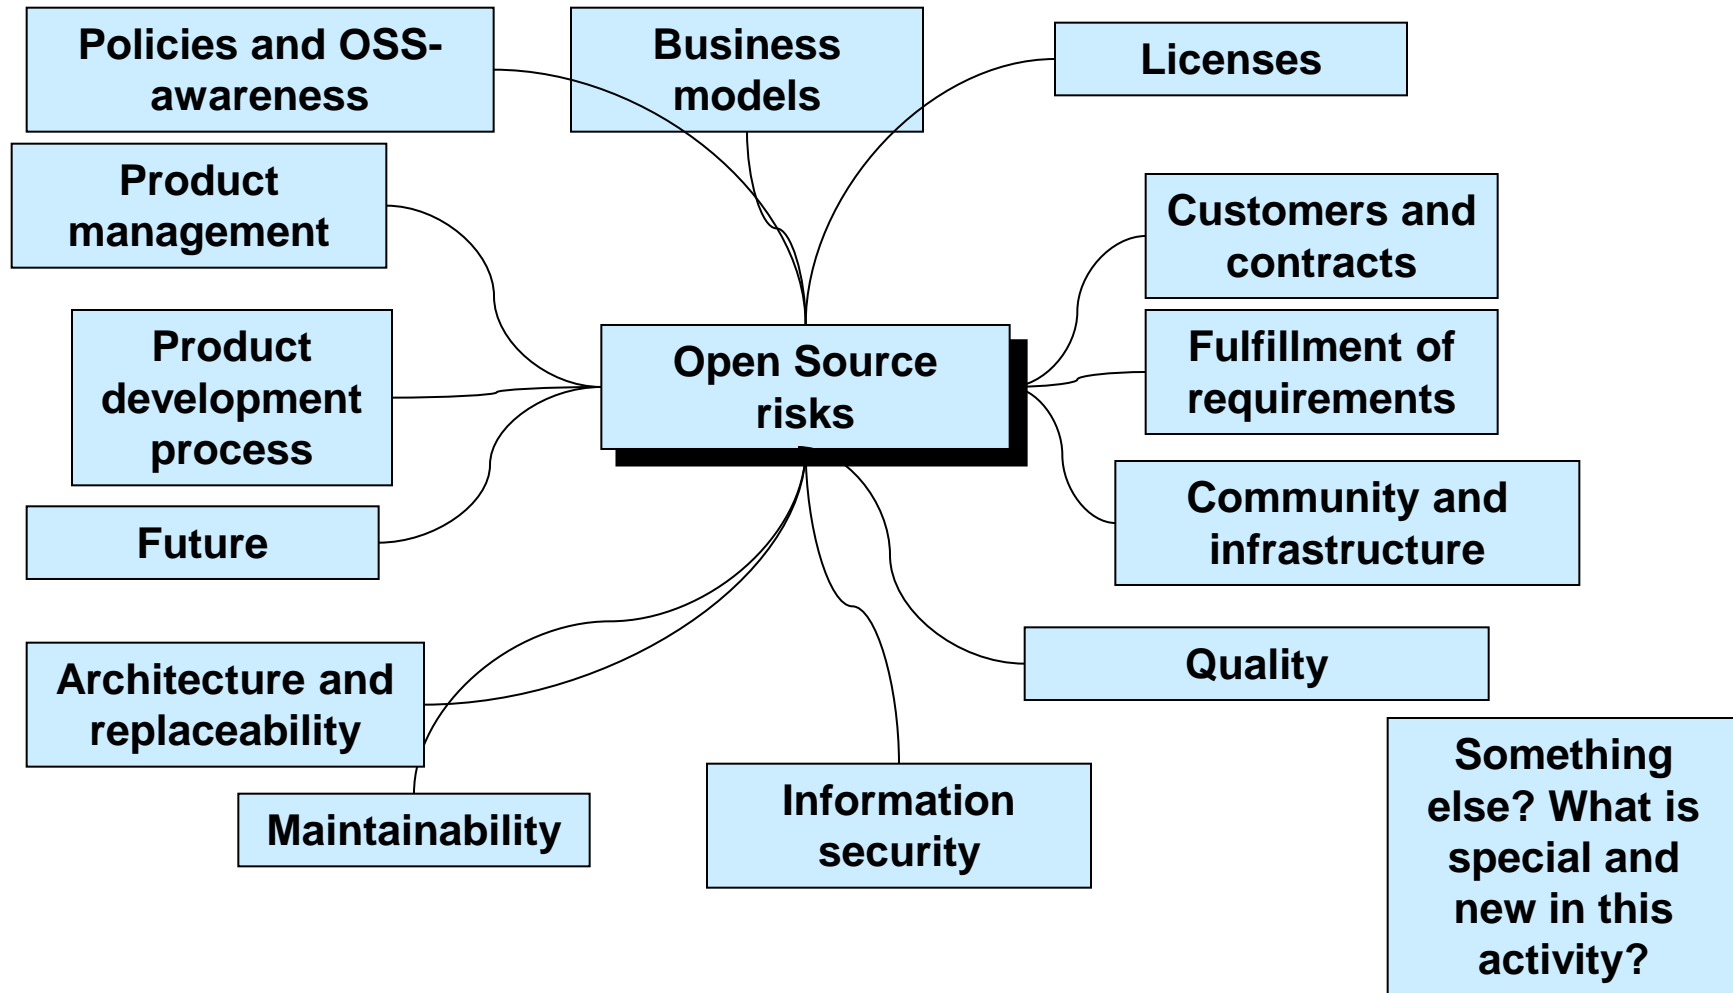 Policies and OSS-
awareness
Business
models
Licenses
Product
management
Customers and
contracts
Product
development
process
Open Source
risks
Fulfillment of
requirements
Future
Community and
infrastructure
Architecture and
replaceability
Quality
Maintainability
Information
security
Something
else? What is
special and
new in this
activity?